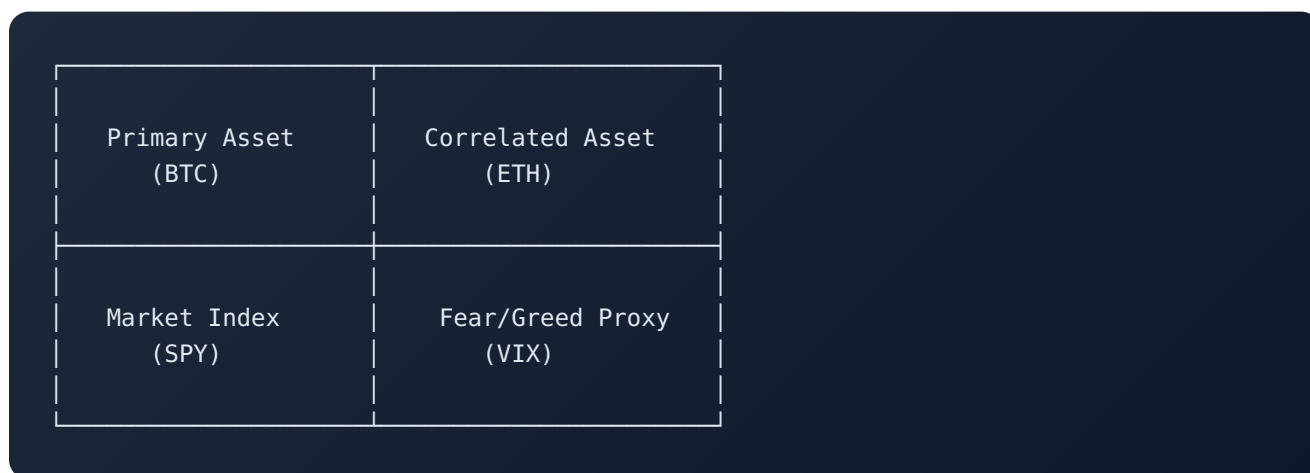 Primary Asset Correlated Asset
(BTC) (ETH)
Market Index Fear/Greed Proxy
(SPY) (VIX)